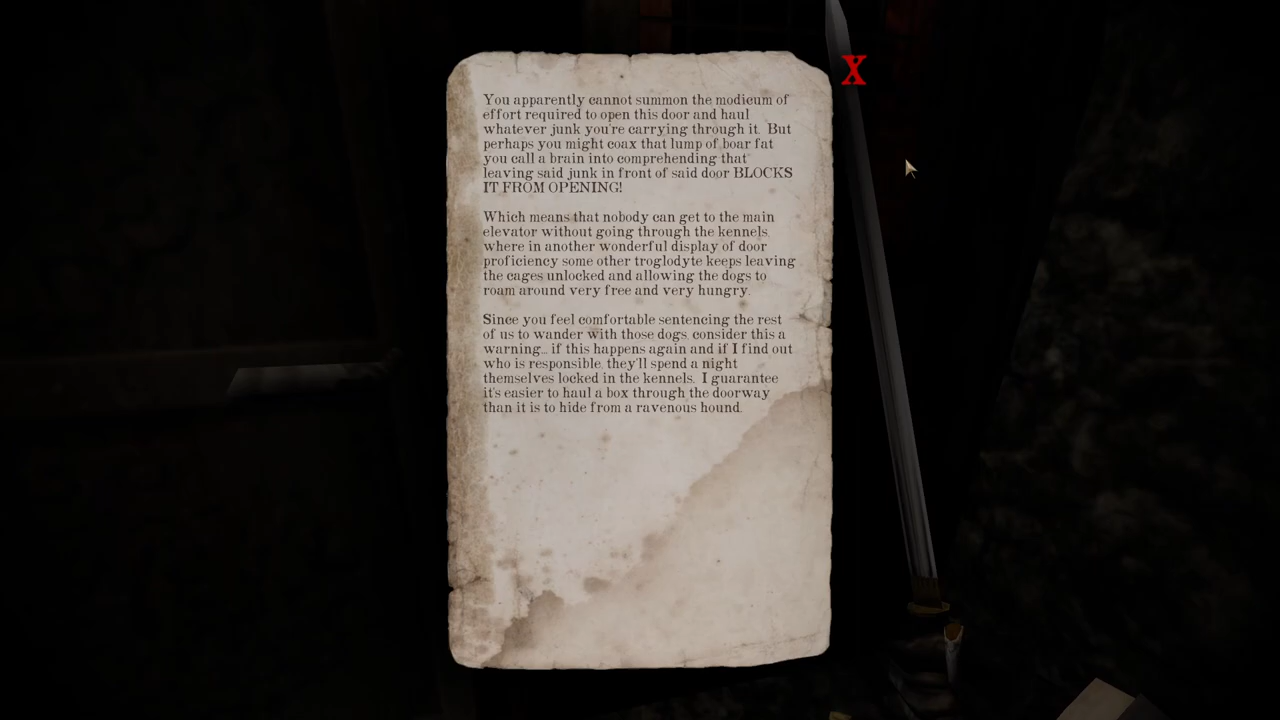 You apparently cannot summon the modicum of
effort required to open this door and haul
whatever junk you're carrying through it. But
perhaps you might coax that lump of boar fat
you call a brain into comprehending that
leaving said junk in front of said door BLOCKS
IT FROM OPENING!
Which means that nobody can get to the main
elevator without going through the kennels,
where in another wonderful display of door
proficiency some other troglodyte keeps leaving
the cages unlocked and allowing the dogs to
roam around very free and very hungry.
Since you feel comfortable sentencing the rest
of us to wander with those dogs, consider this a
warning... if this happens again and if I find out
who is responsible, they'll spend a night
themselves locked in the kennels. I guarantee
it's easier to haul a box through the doorway
than it is to hide from a ravenous hound.
X